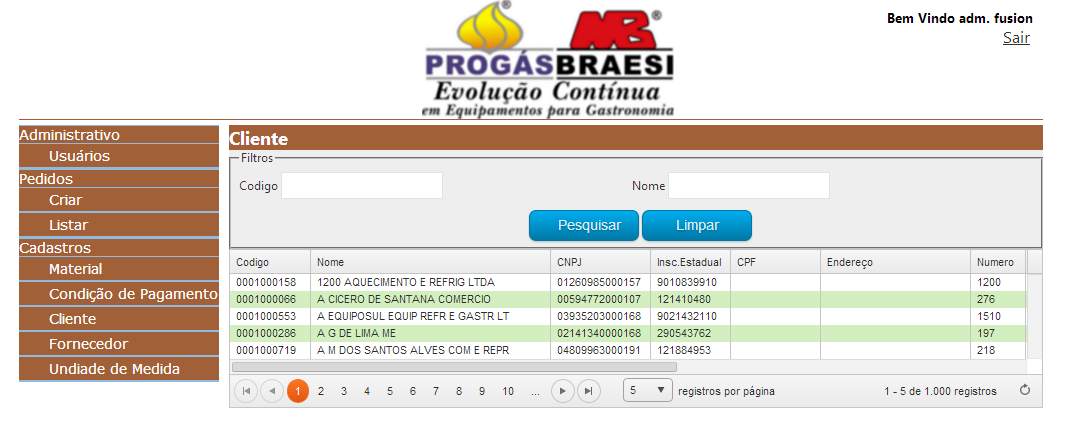 Bem Vindo adm. fusion
Sair
MB®
PROGÁSBRAESI
Evolução Contínua
em Equipamentos para Gastronomia
Administrativo
Usuários
Pedidos
Criar
Listar
Cadastros
Material
Condição de Pagamento
Cliente
Fornecedor
Undiade de Medida
Cliente
Filtros
Codigo
Nome
Pesquisar Limpar
Codigo Nome CNPJ Insc.Estadual CPF Endereço Numero
0001000158 1200 AQUECIMENTO E REFRIG LTDA 01260985000157 9010839910 1200
0001000066 A CICERO DE SANTANA COMERCIO 00594772000107 121410480 276
0001000553 A EQUIPOSUL EQUIP REFR E GASTR LT 03935203000168 9021432110 1510
0001000286 A G DE LIMA ME 02141340000168 290543762 197
0001000719 A M DOS SANTOS ALVES COM E REPR 04809963000191 121884953 218
1 2 3 4 5 6 7 8 9 10 ... 5 registros por página 1 - 5 de 1.000 registros